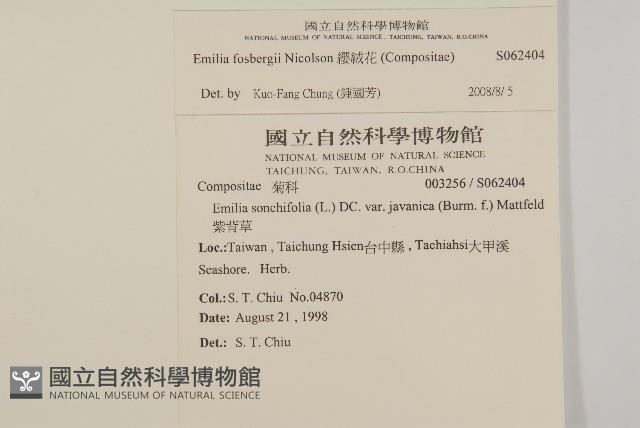 國立自然科學博物館
NATIONAL MUSEUM OF NATURAL SCIENCE, TAICHUNG, TAIWAN, R.O.CHINA
Emilia fosbergii Nicolson 纓絨花 (Compositae) S062404
Det. by Kuo-Fang Chung (鍾國芳) 2008/8/5
國立自然科學博物館
NATIONAL MUSEUM OF NATURAL SCIENCE
TAICHUNG, TAIWAN, R.O.CHINA
Compositae 菊科 003256 / S062404
Emilia sonchifolia (L.) DC. var. javanica (Burm. f.) Mattfeld
紫背草
Loc.:Taiwan , Taichung Hsien台中縣 , Tachiahsi大甲溪
Seashore. Herb.
Col.: S. T. Chiu No.04870
Date: August 21 , 1998
Det.: S. T. Chiu
國立自然科學博物館
NATIONAL MUSEUM OF NATURAL SCIENCE